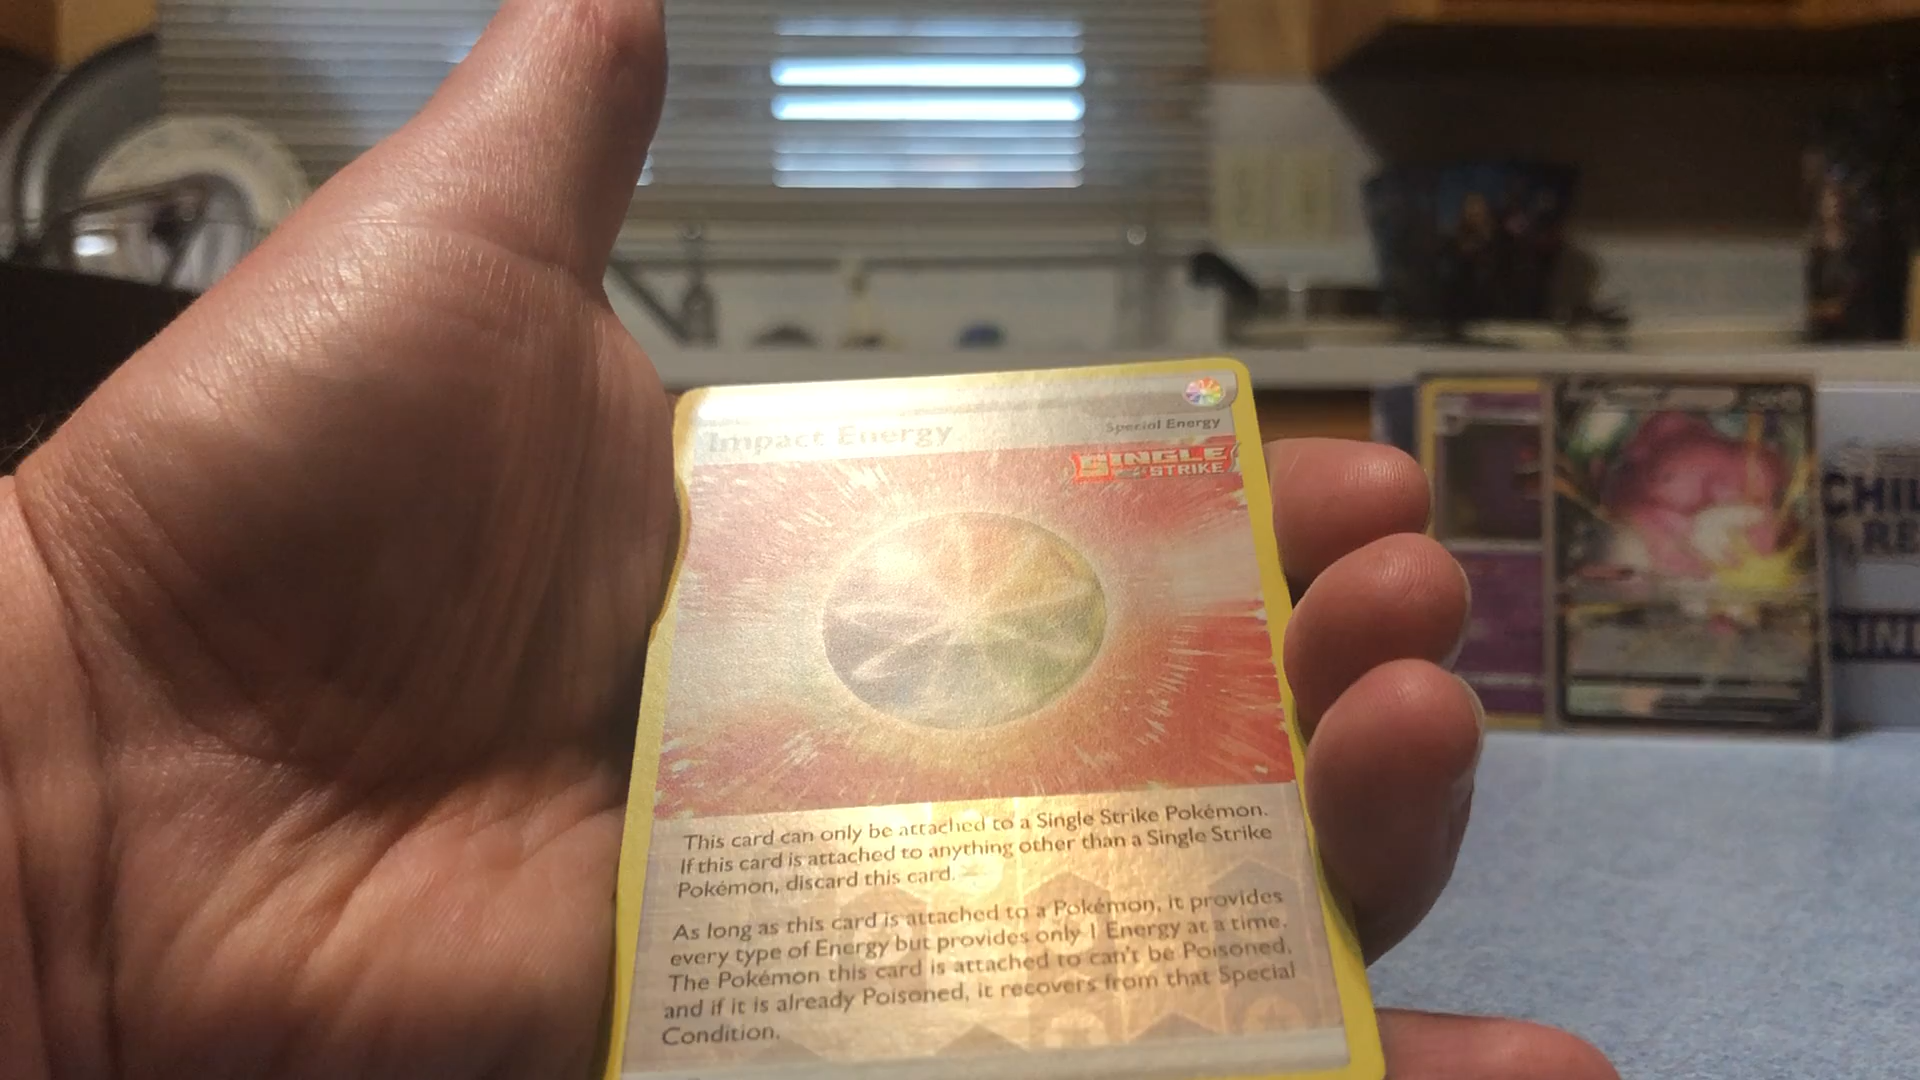 Impact Energy
Special Energy
SINGLE
STRIKE
This card can only be attached to a Single Strike Pokémon.
If this card is attached to anything other than a Single Strike
Pokémon, discard this card.
As long as this card is attached to a Pokémon, it provides
every type of Energy but provides only 1 Energy at a time.
The Pokémon this card is attached to can't be Poisoned,
and if it is already Poisoned, it recovers from that Special
Condition.
CHIL
RE